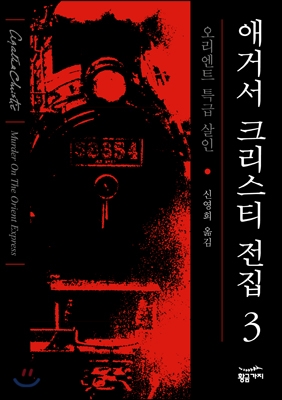 애거서 크리스티 전집 3
오리엔트 특급 살인
신영희 옮김
Agatha Christie
Murder On The Orient Express
황금가지